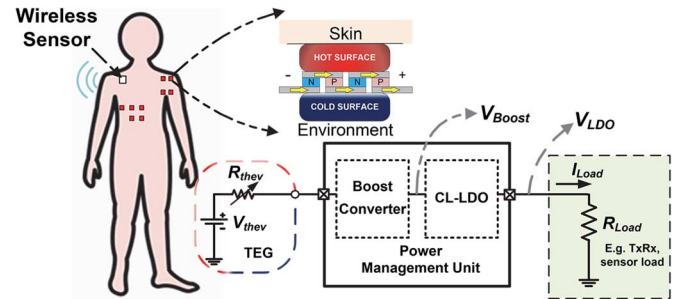 Wireless
Sensor
Skin
HOT SURFACE
- +
N P N P
COLD SURFACE
Environment
V_Boost
V_LDO
R_thev
V_thev
+
-
TEG
Boost
Converter
CL-LDO
Power
Management Unit
I_Load
R_Load
E.g. TxRx,
sensor load